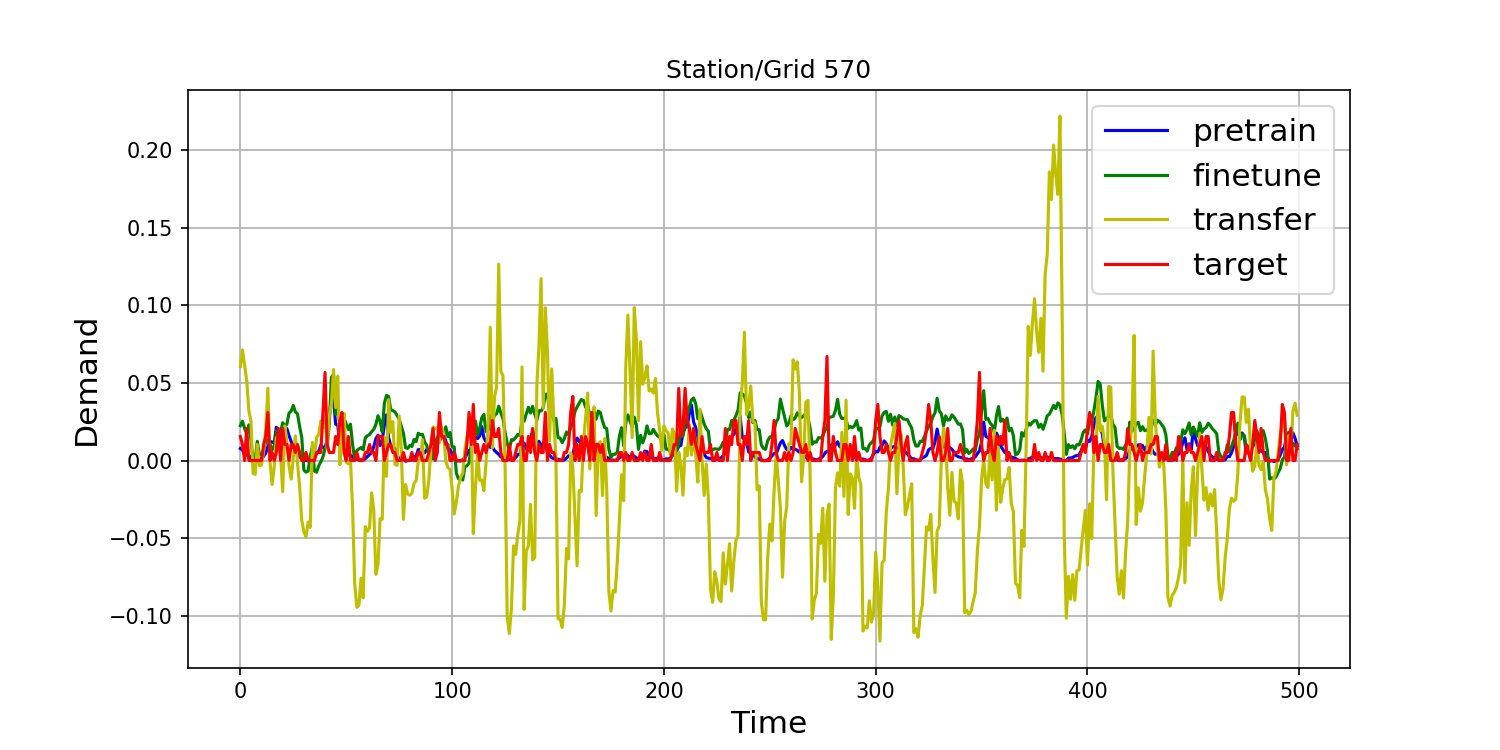 Station/Grid 570
0.20
0.15
0.10
0.05
0.00
−0.05
−0.10
Demand
pretrain
finetune
transfer
target
0 100 200 300 400 500
Time